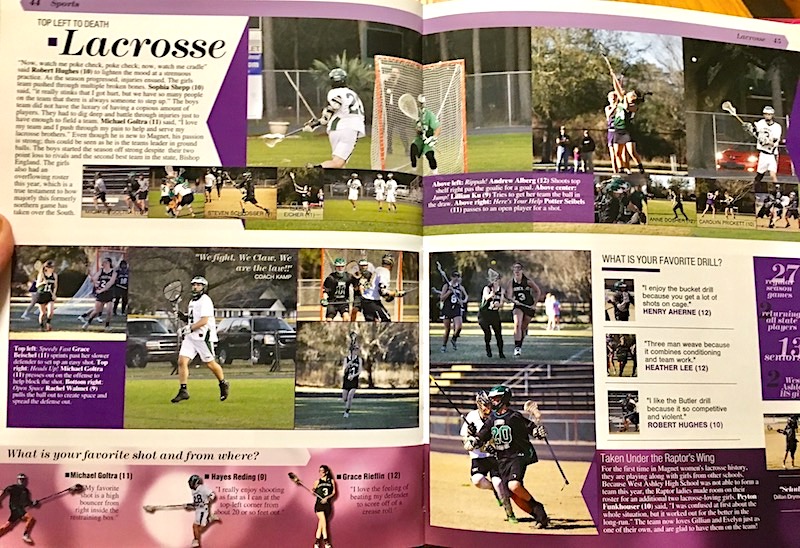 44 Sports
TOP LEFT TO DEATH
Lacrosse
"Now, watch me poke check, poke check; now, watch me cradle"
said Robert Hughes (10) to lighten the mood at a strenuous
practice. As the season progressed, injuries ensued. The girls
team pushed through multiple broken bones. Sophia Shepp (10)
said, "it really stinks that I got hurt, but we have so many people
on the team that there is always someone to step up." The boys
team did not have the luxury of having a copious amount of
players. They had to dig deep and battle through injuries just to
have enough to field a team. Michael Goltra (11) said, "I love
my team and I push through my pain to help and serve my
lacrosse brothers." Even though he is new to Magnet, his passion
is strong; this could be seen as he is the teams leader in ground
balls. The boys started their season off strong despite their two
point loss to rivals and the second best team in the state, Bishop
England. The girls
also had an
overflowing roster
this year, which is a
true testament to how
majorly this formerly
northern game has
taken over the South.
STEVEN
EICHER (11)
Lacrosse 45
Above left: Rippah! Andrew Alberg (12) Shoots top
shelf right pas the goalie for a goal. Above center:
Jump! Lillian Kat (9) Tries to get her team the ball in
the draw. Above right: Here's Your Help Potter Seibels
(11) passes to an open player for a shot.
ANNE DOSHER (12)
CAROLYN PRICKETT (10)
"We fight, We Claw, We
are the law!!"
COACH KAMP
Top left: Speedy Fast Grace
Beischel (11) sprints past her slower
defender to set up an easy shot. Top
right: Heads Up! Michael Goltra
(11) presses out on the offense to
help block the shot. Bottom right:
Open Space Rachel Walmet (9)
pulls the bull out to create space and
spread the defense out.
WHAT IS YOUR FAVORITE DRILL?
"I enjoy the bucket drill
because you get a lot of
shots on cage."
HENRY AHERNE (12)
"Three man weave because
it combines conditioning
and team work."
HEATHER LEE (12)
"I like the Butler drill
because it so competitive
and violent."
ROBERT HUGHES (10)
27
regular
season
games
returning
all state
players
13
seniors
2
What is your favorite shot and from where?
Michael Goltra (11)
"My favorite
shot is a high
bouncer from
right inside the
restraining box."
Hayes Reding (9)
"I really enjoy shooting
as fast as I can at the
top-left corner from
about 20 or so feet out."
Grace Rieflin (12)
"I love the feeling of
beating my defender
to score off of a
crease roll."
20
Taken Under the Raptor's Wing
For the first time in Magnet women's lacrosse history,
they are playing along with girls from other schools.
Because West Ashley High School was not able to form a
team this year, the Raptor ladies made room on their
roster for an additional two lacrosse-loving girls. Peyton
Funkhouser (10) said, "I was confused at first about the
whole situation, but it worked out for the better in the
long-run." The team now loves Gillian and Evelyn just as
one of their own, and are glad to have them on the team!